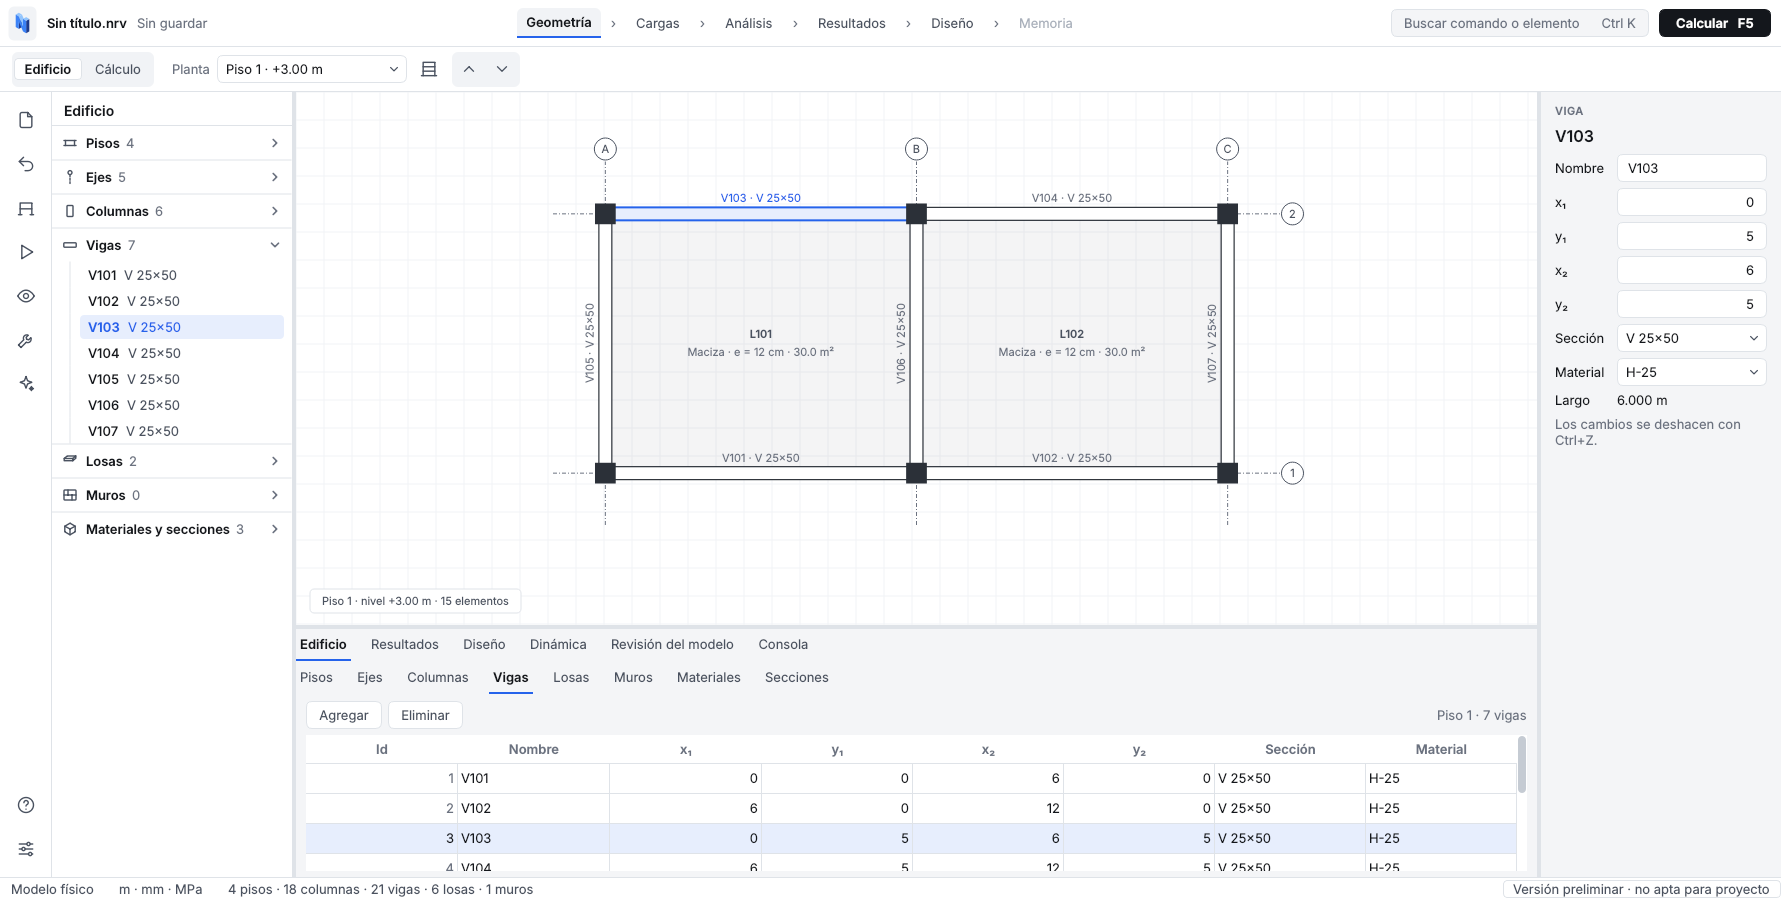 Sin título.nrv Sin guardar
Geometría › Cargas › Análisis › Resultados › Diseño › Memoria
Buscar comando o elemento Ctrl K
Calcular F5
Edificio Cálculo Planta Piso 1 · +3.00 m
Edificio
Pisos 4
Ejes 5
Columnas 6
Vigas 7
V101 V 25×50
V102 V 25×50
V103 V 25×50
V104 V 25×50
V105 V 25×50
V106 V 25×50
V107 V 25×50
Losas 2
Muros 0
Materiales y secciones 3
A B C
V103 · V 25×50
V104 · V 25×50
2
V105 · V 25×50
L101
Maciza · e = 12 cm · 30.0 m²
V106 · V 25×50
L102
Maciza · e = 12 cm · 30.0 m²
V107 · V 25×50
V101 · V 25×50
V102 · V 25×50
1
Piso 1 · nivel +3.00 m · 15 elementos
VIGA
V103
Nombre V103
x₁ 0
y₁ 5
x₂ 6
y₂ 5
Sección V 25×50
Material H-25
Largo 6.000 m
Los cambios se deshacen con
Ctrl+Z.
Edificio Resultados Diseño Dinámica Revisión del modelo Consola
Pisos Ejes Columnas Vigas Losas Muros Materiales Secciones
Agregar Eliminar Piso 1 · 7 vigas
Id Nombre x₁ y₁ x₂ y₂ Sección Material
1 V101 0 0 6 0 V 25×50 H-25
2 V102 6 0 12 0 V 25×50 H-25
3 V103 0 5 6 5 V 25×50 H-25
4 V104 6 5 12 5 V 25×50 H-25
Modelo físico m · mm · MPa 4 pisos · 18 columnas · 21 vigas · 6 losas · 1 muros
Versión preliminar · no apta para proyecto